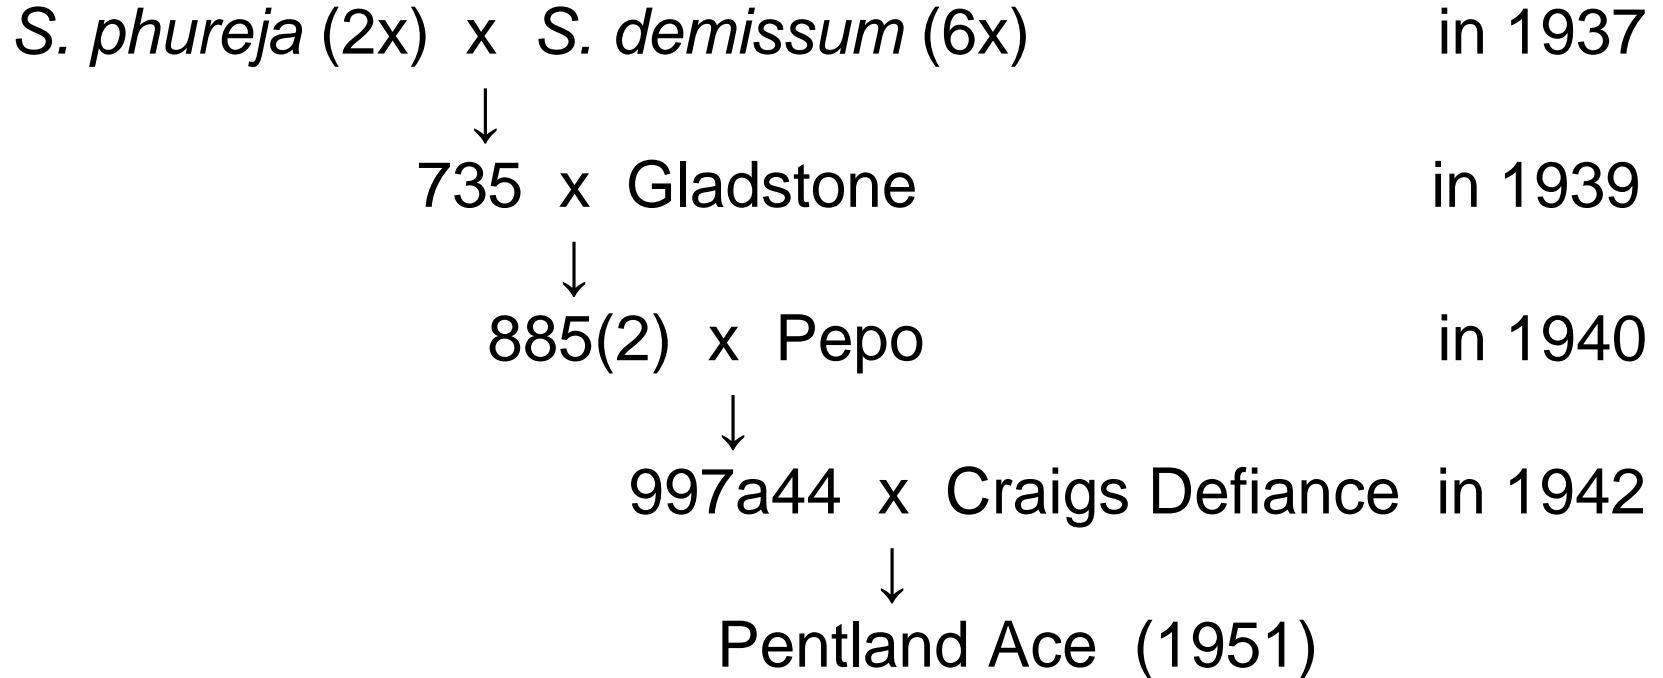 S. phureja (2x) x S. demissum (6x) in 1937
↓
735 x Gladstone in 1939
↓
885(2) x Pepo in 1940
↓
997a44 x Craigs Defiance in 1942
↓
Pentland Ace (1951)